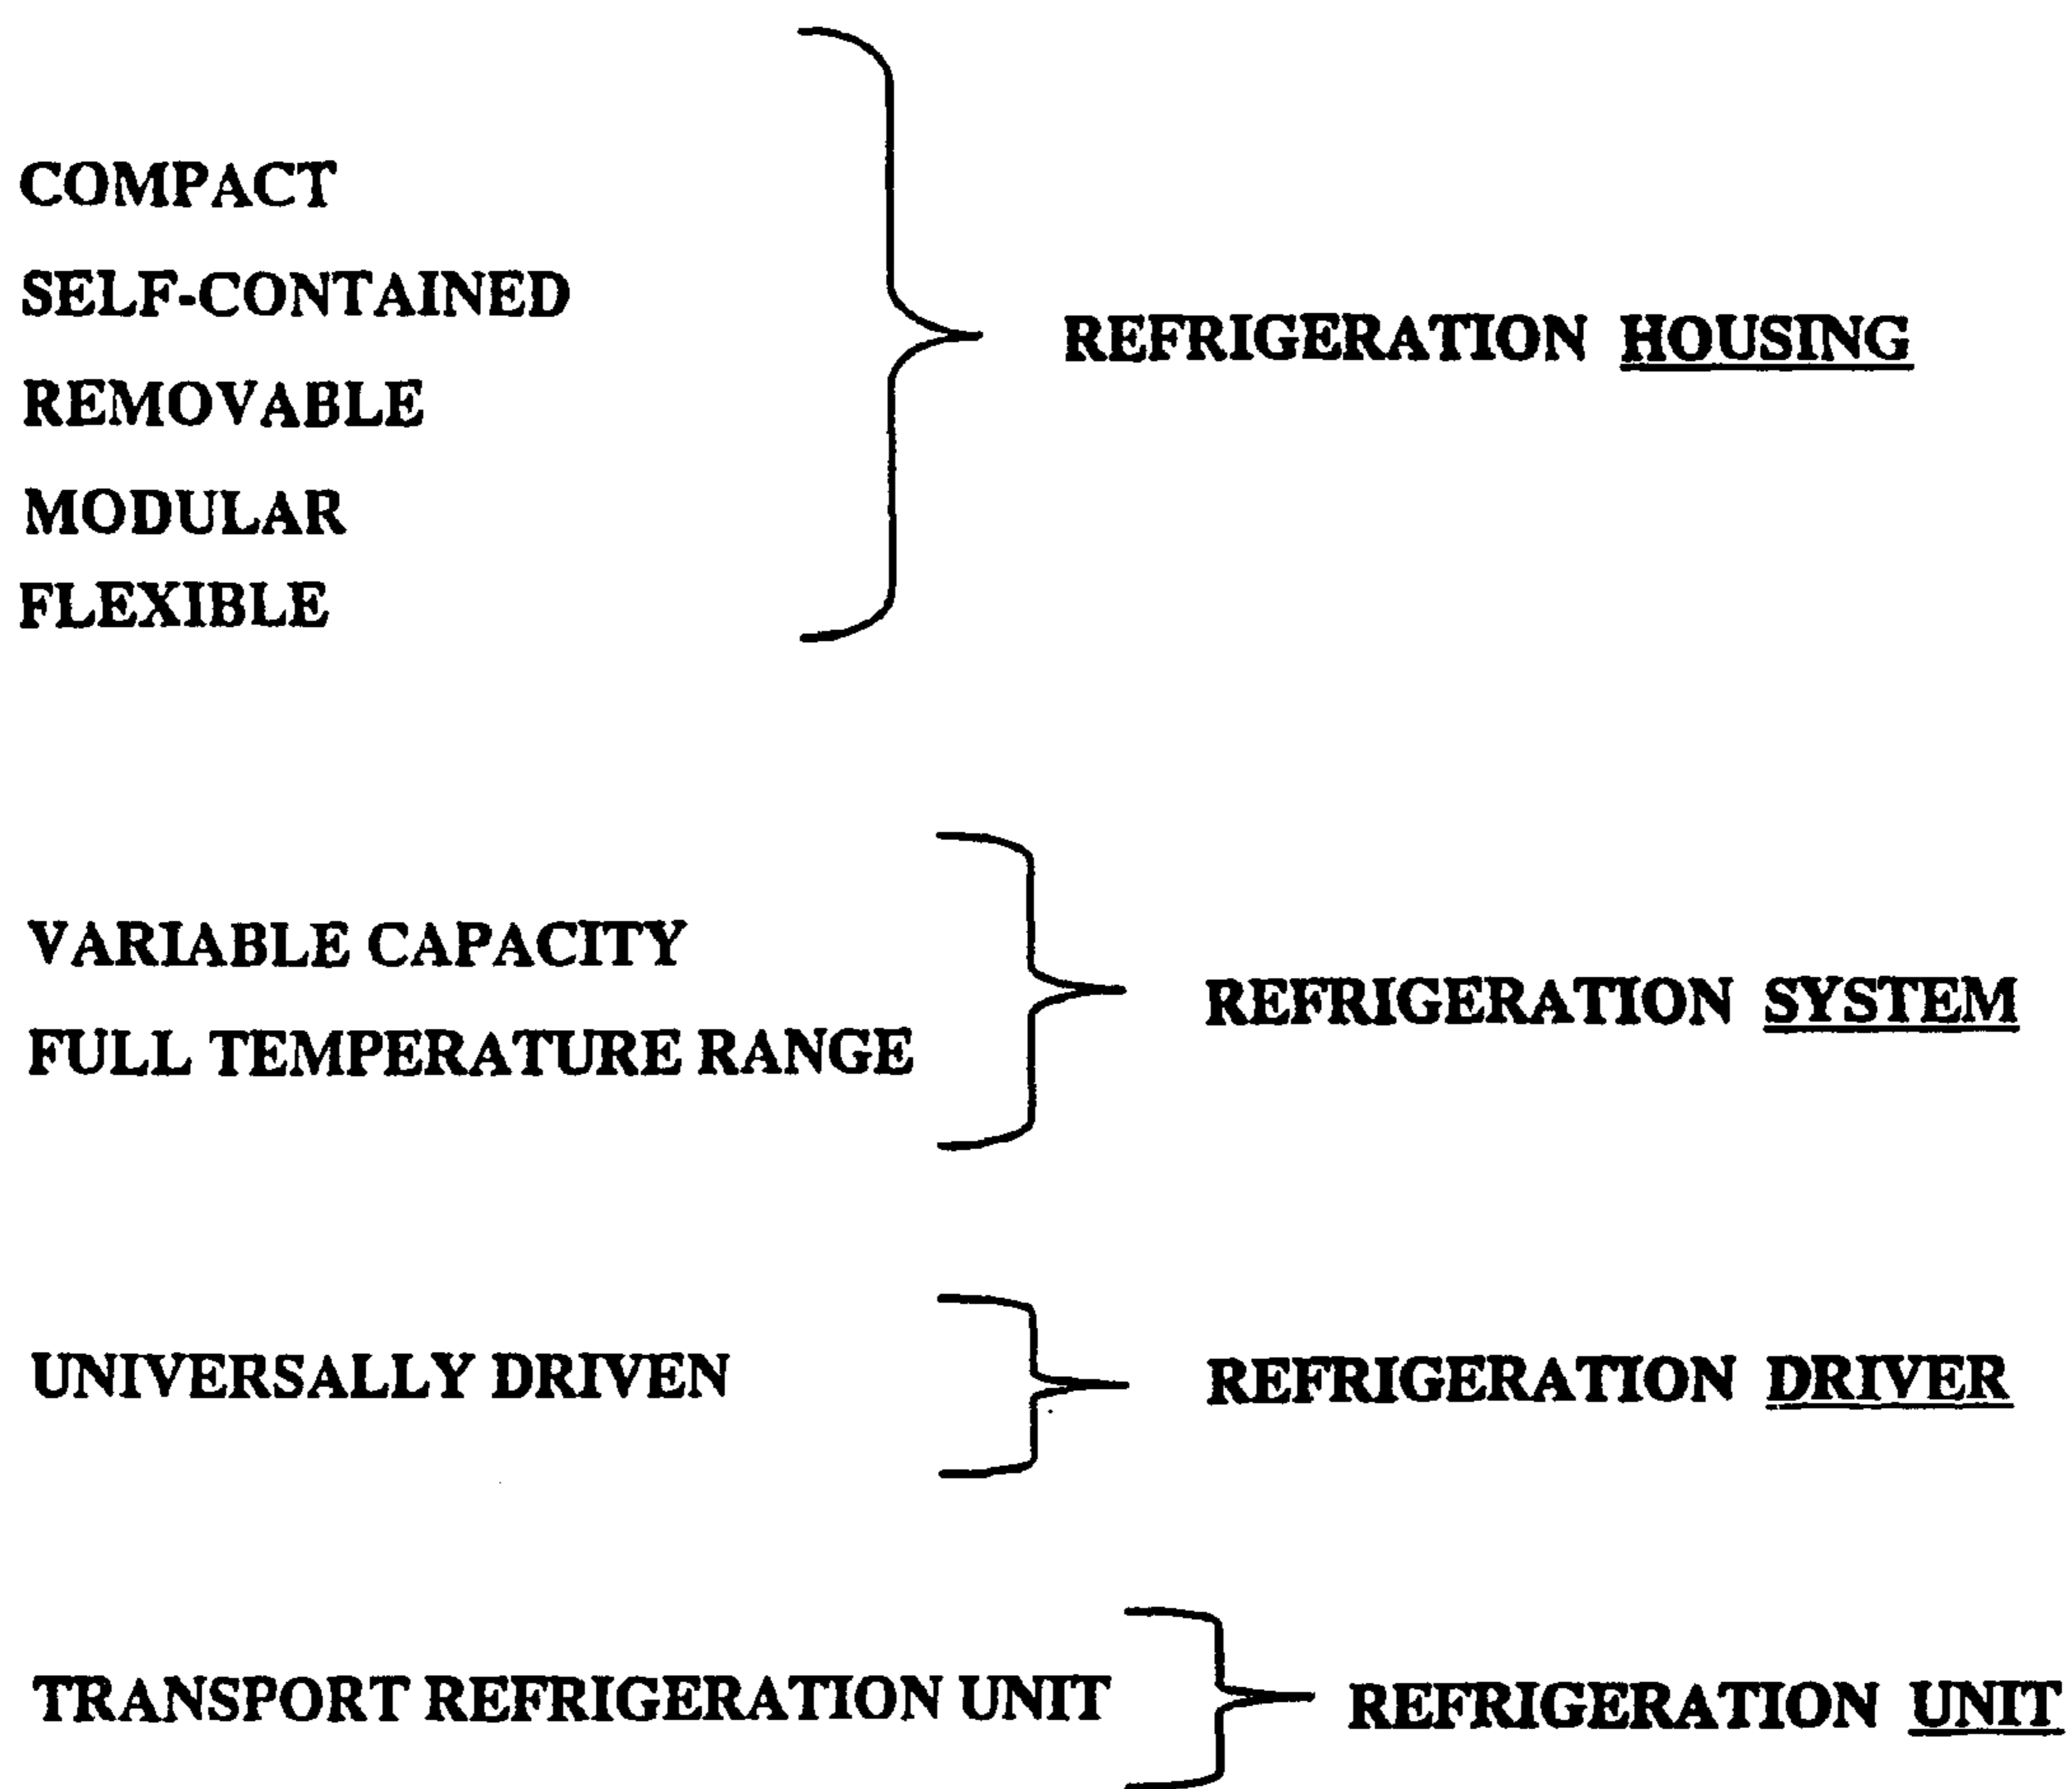 COMPACT
SELF-CONTAINED
REMOVABLE
MODULAR
FLEXIBLE
REFRIGERATION HOUSING
VARIABLE CAPACITY
FULL TEMPERATURE RANGE
REFRIGERATION SYSTEM
UNIVERSALLY DRIVEN
REFRIGERATION DRIVER
TRANSPORT REFRIGERATION UNIT
REFRIGERATION UNIT